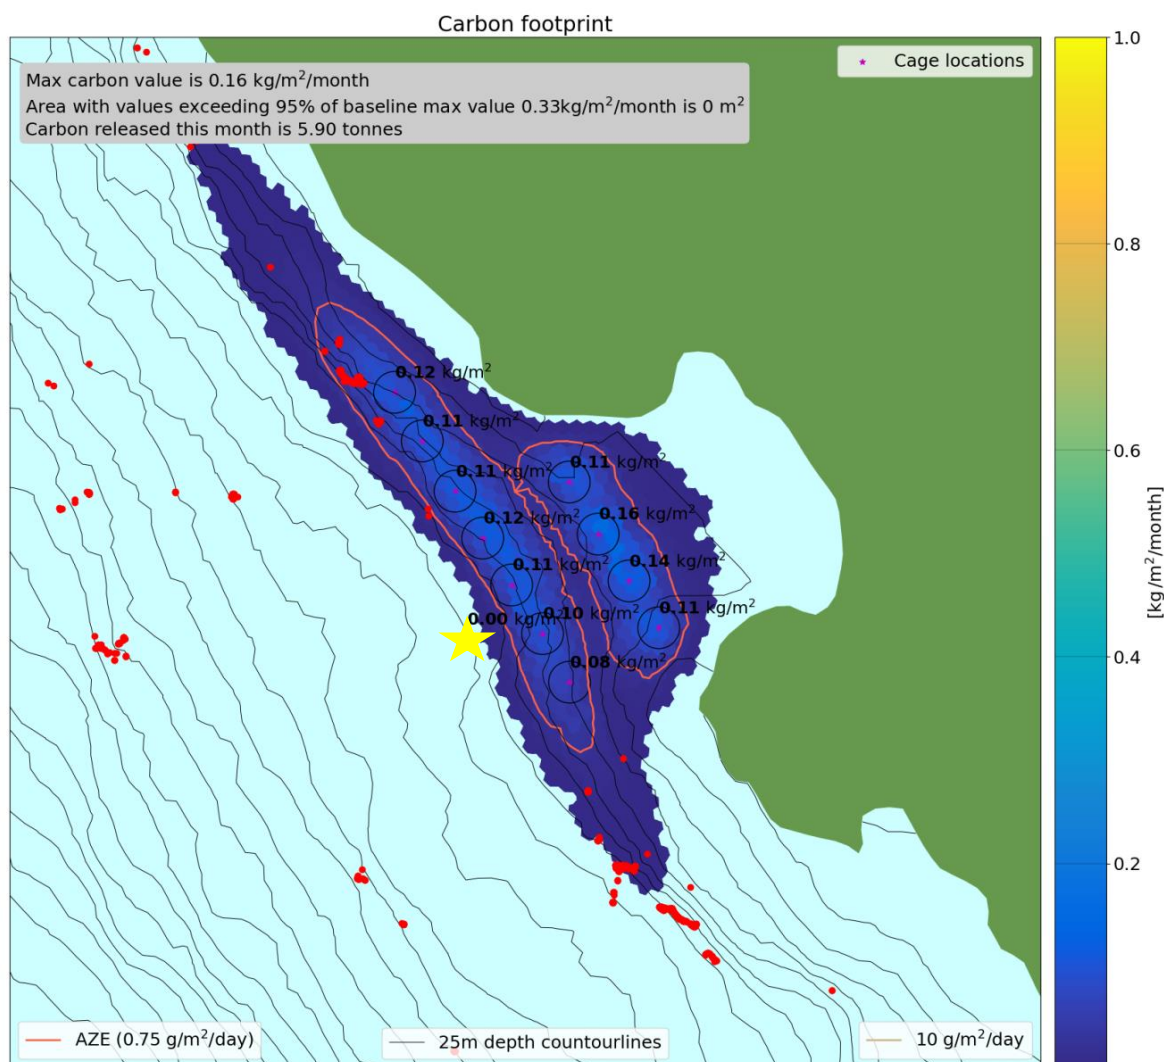 Carbon footprint
Max carbon value is 0.16 kg/m²/month
Area with values exceeding 95% of baseline max value 0.33kg/m²/month is 0 m²
Carbon released this month is 5.90 tonnes
Cage locations
1.0
0.8
0.6
0.4
0.2
[kg/m²/month]
0.12 kg/m²
0.11 kg/m²
0.11 kg/m²
0.11 kg/m²
0.12 kg/m²
0.16 kg/m²
0.11 kg/m²
0.14 kg/m²
0.00 kg/m²
0.10 kg/m²
0.11 kg/m²
0.08 kg/m²
AZE (0.75 g/m²/day)
25m depth countourlines
10 g/m²/day